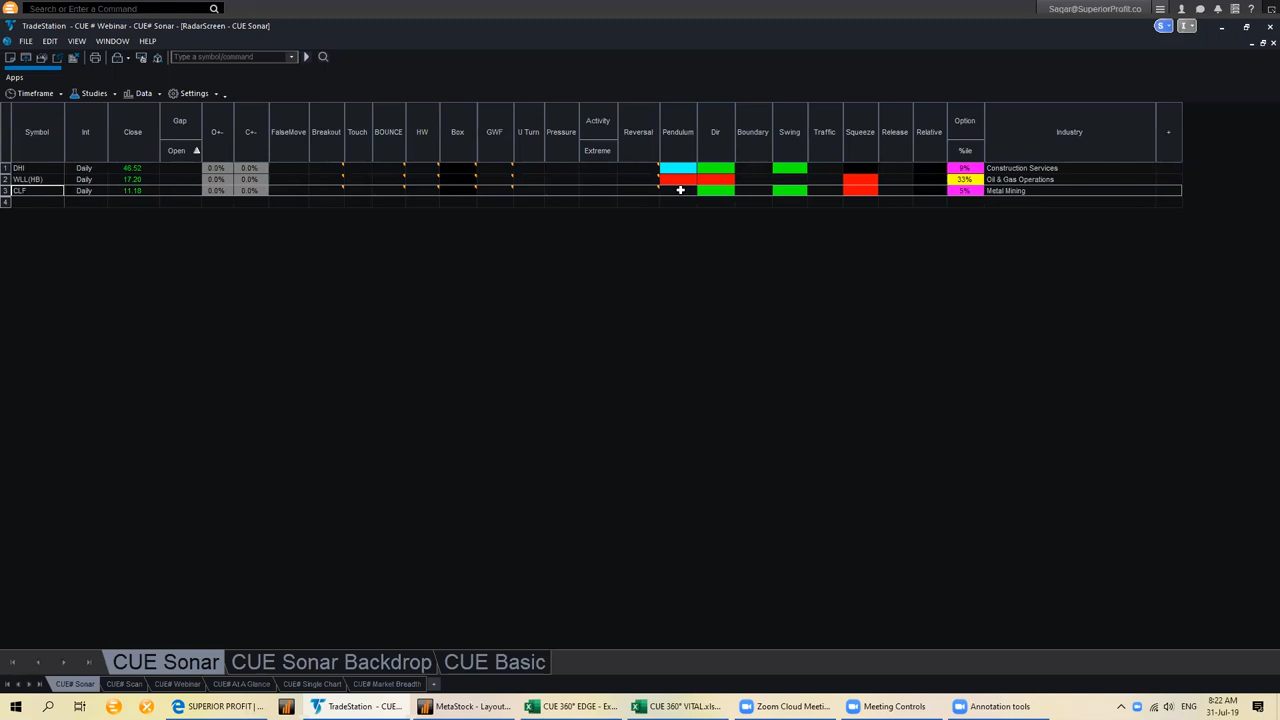 Search or Enter a Command
Sagar@SuperiorProfit.co
TradeStation - CUE # Webinar - CUE# Sonar - [RadarScreen - CUE Sonar]
FILE EDIT VIEW WINDOW HELP
Type a symbol/command
Apps
Timeframe Studies Data Settings
Symbol Int Close Gap Open O+- C+- FalseMove Breakout Touch BOUNCE HW Box GWF U Turn Pressure Activity Extreme Reversal Pendulum Dir Boundary Swing Traffic Squeeze Release Relative Option %ile Industry +
1 DHI Daily 46.52 0.0% 0.0% 9% Construction Services
2 WLL(HB) Daily 17.20 0.0% 0.0% 33% Oil & Gas Operations
3 CLF Daily 11.18 0.0% 0.0% 5% Metal Mining
4
CUE Sonar CUE Sonar Backdrop CUE Basic
CUE# Sonar CUE# Scan CUE# Webinar CUE# At A Glance CUE# Single Chart CUE# Market Breadth +
SUPERIOR PROFIT | ... TradeStation - CUE... MetaStock - Layout... CUE 360° EDGE - Ex... CUE 360° VITAL.xls... Zoom Cloud Meeti... Meeting Controls Annotation tools ENG 8:22 AM
31-Jul-19